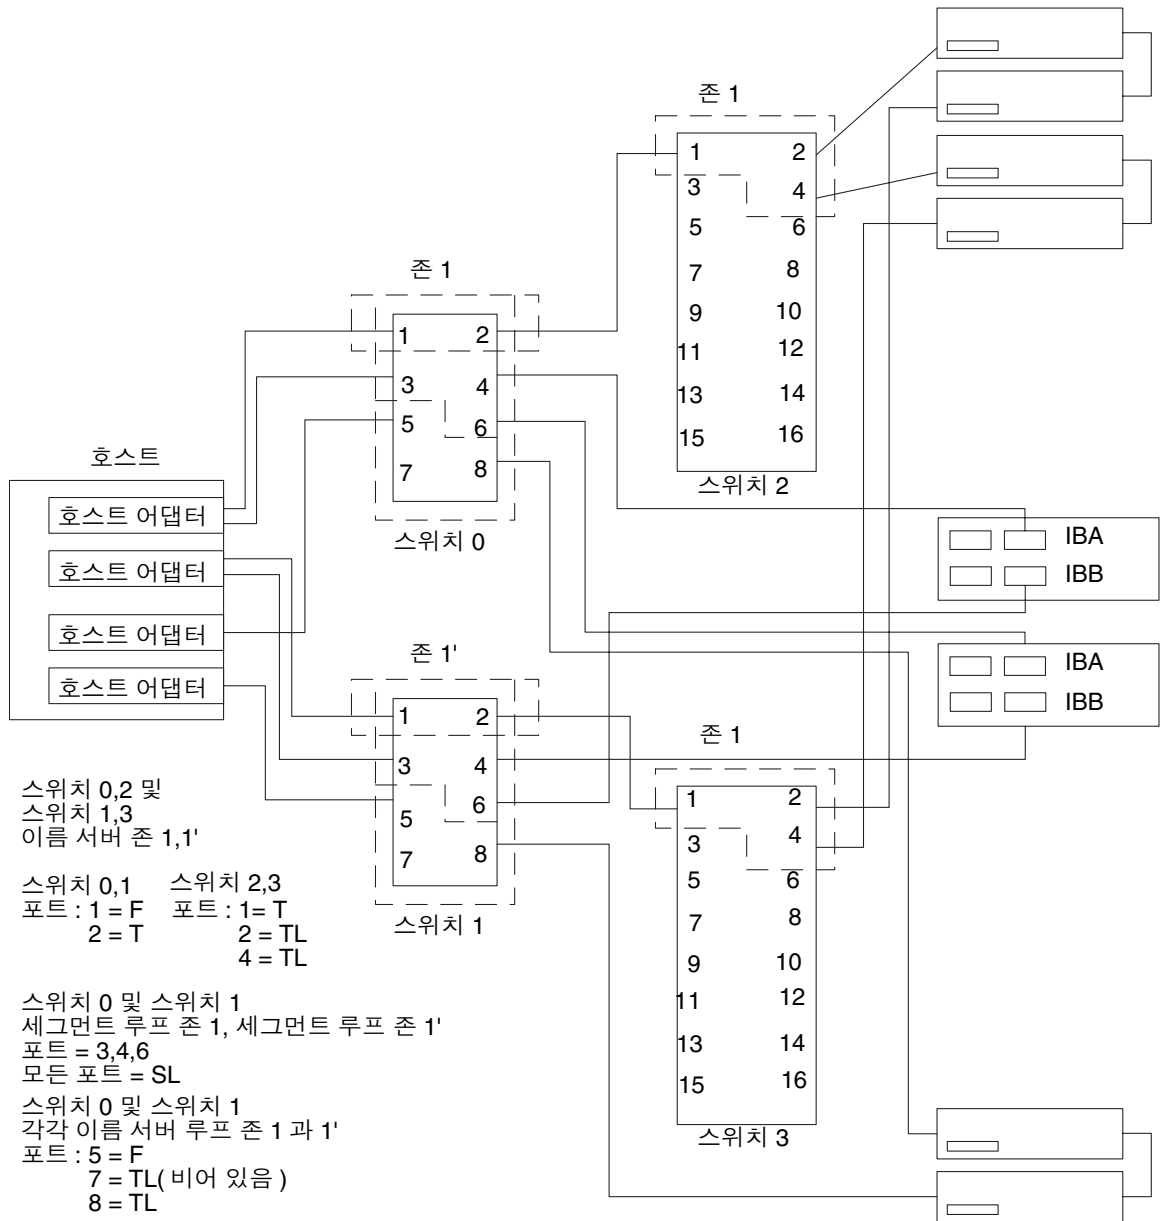 존 1
1 2
3 4
5 6
7 8
9 10
11 12
13 14
15 16
스위치 2
존 1
1 2
3 4
5 6
7 8
스위치 0
호스트
호스트 어댑터
호스트 어댑터
호스트 어댑터
호스트 어댑터
IBA
IBB
IBA
IBB
존 1'
1 2
3 4
5 6
7 8
스위치 1
존 1
1 2
3 4
5 6
7 8
9 10
11 12
13 14
15 16
스위치 3
스위치 0,2 및
스위치 1,3
이름 서버 존 1,1'
스위치 0,1
포트 : 1 = F
2 = T
스위치 2,3
포트 : 1= T
2 = TL
4 = TL
스위치 0 및 스위치 1
세그먼트 루프 존 1, 세그먼트 루프 존 1'
포트 = 3,4,6
모든 포트 = SL
스위치 0 및 스위치 1
각각 이름 서버 루프 존 1 과 1'
포트 : 5 = F
7 = TL( 비어 있음 )
8 = TL